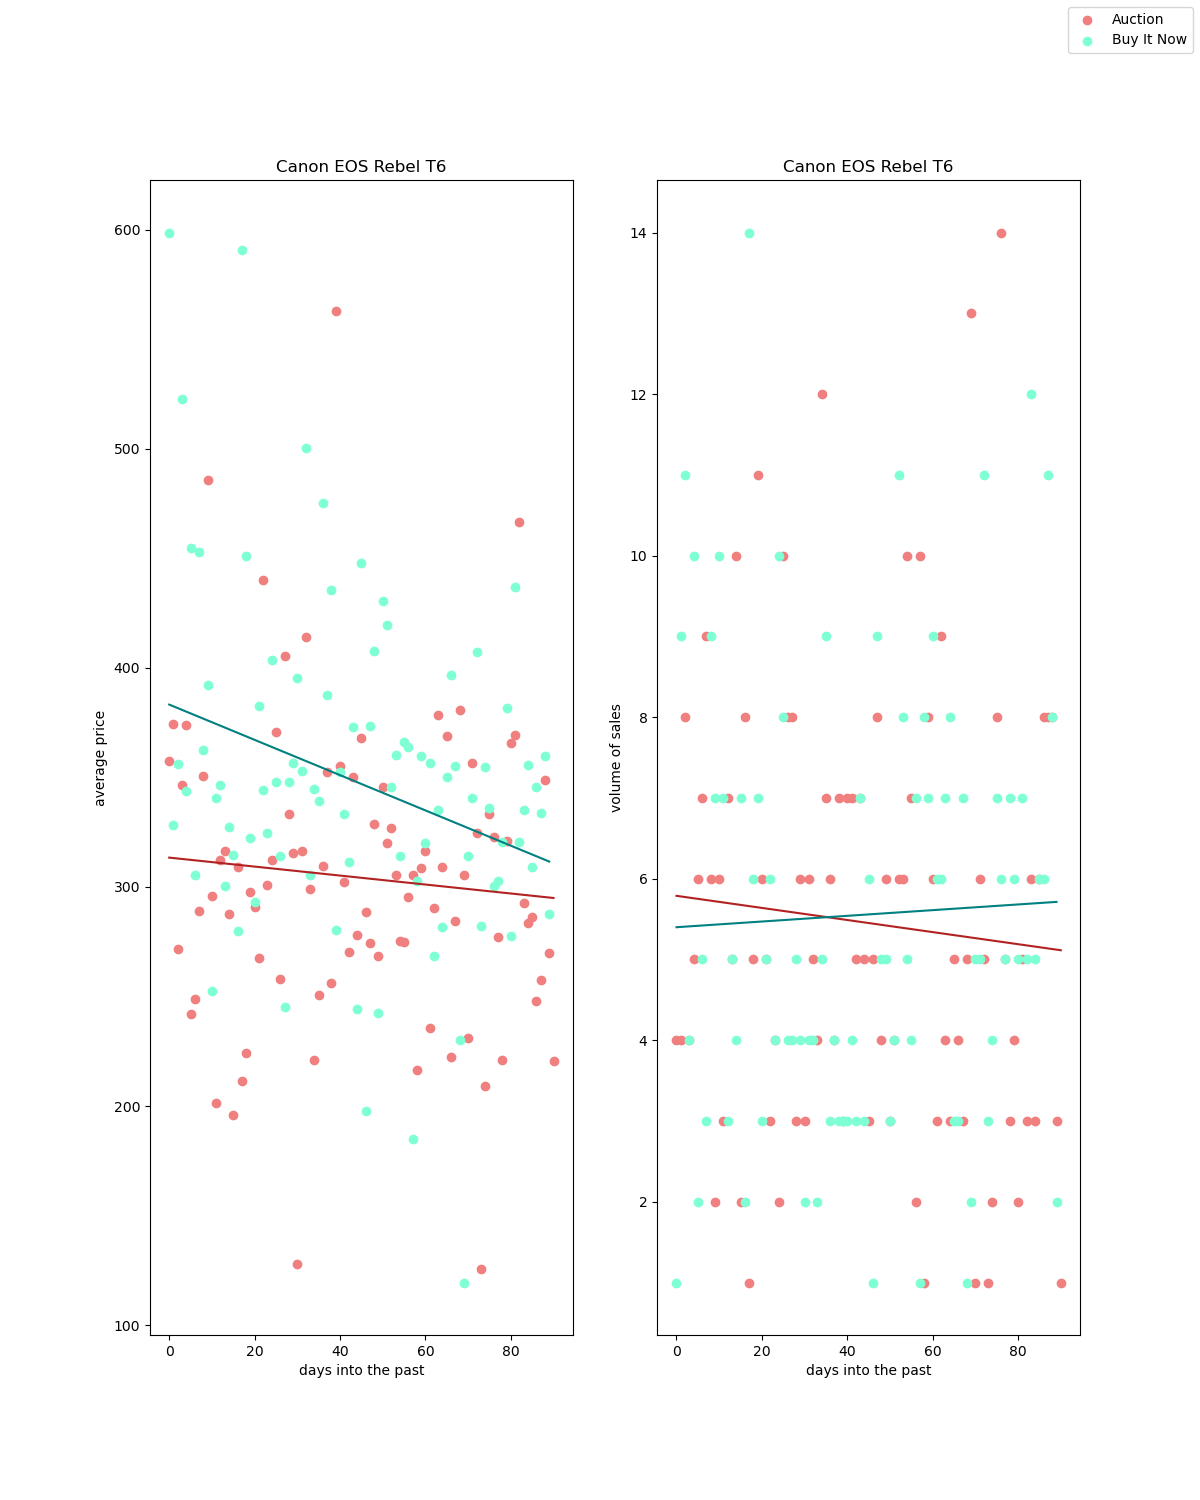 Auction
Buy It Now
Canon EOS Rebel T6
600
500
400
300
200
100
average price
0 20 40 60 80
days into the past
Canon EOS Rebel T6
14
12
10
8
6
4
2
volume of sales
0 20 40 60 80
days into the past